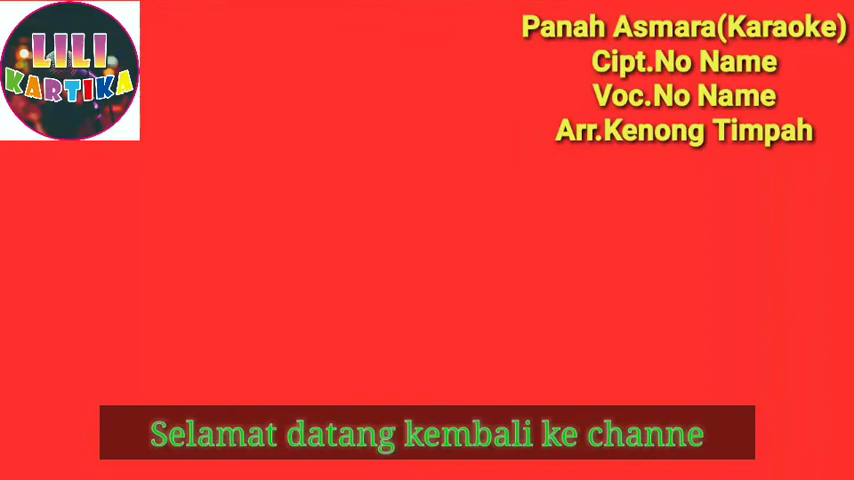 LILI
KARTIKA
Panah Asmara(Karaoke)
Cipt.No Name
Voc.No Name
Arr.Kenong Timpah
Selamat datang kembali ke channe